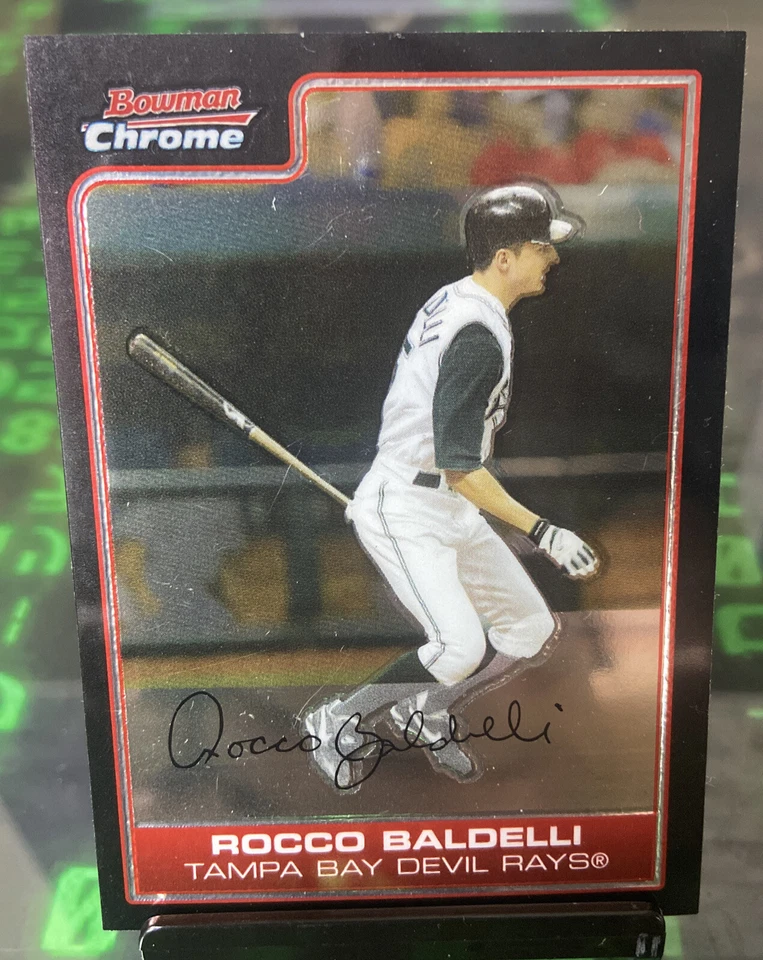 Bowman
Chrome
Rocco Baldelli
ROCCO BALDELLI
TAMPA BAY DEVIL RAYS®